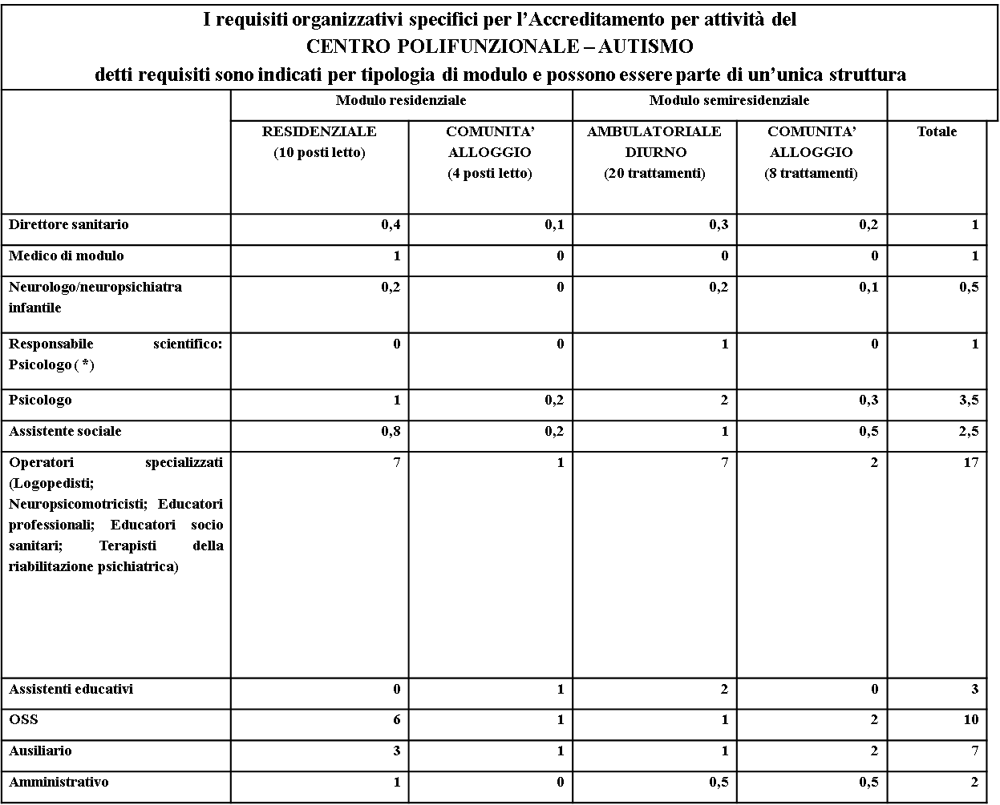 I requisiti organizzativi specifici per l’Accreditamento per attività del
CENTRO POLIFUNZIONALE – AUTISMO
detti requisiti sono indicati per tipologia di modulo e possono essere parte di un’unica struttura
Modulo residenziale Modulo semiresidenziale
RESIDENZIALE COMUNITA’ AMBULATORIALE COMUNITA’ Totale
(10 posti letto) ALLOGGIO DIURNO ALLOGGIO
(4 posti letto) (20 trattamenti) (8 trattamenti)
Direttore sanitario 0,4 0,1 0,3 0,2 1
Medico di modulo 1 0 0 0 1
Neurologo/neuropsichiatra 0,2 0 0,2 0,1 0,5
infantile
Responsabile scientifico: 0 0 1 0 1
Psicologo ( *)
Psicologo 1 0,2 2 0,3 3,5
Assistente sociale 0,8 0,2 1 0,5 2,5
Operatori specializzati 7 1 7 2 17
(Logopedisti;
Neuropsicomotricisti; Educatori
professionali; Educatori socio
sanitari; Terapisti della
riabilitazione psichiatrica)
Assistenti educativi 0 1 2 0 3
OSS 6 1 1 2 10
Ausiliario 3 1 1 2 7
Amministrativo 1 0 0,5 0,5 2